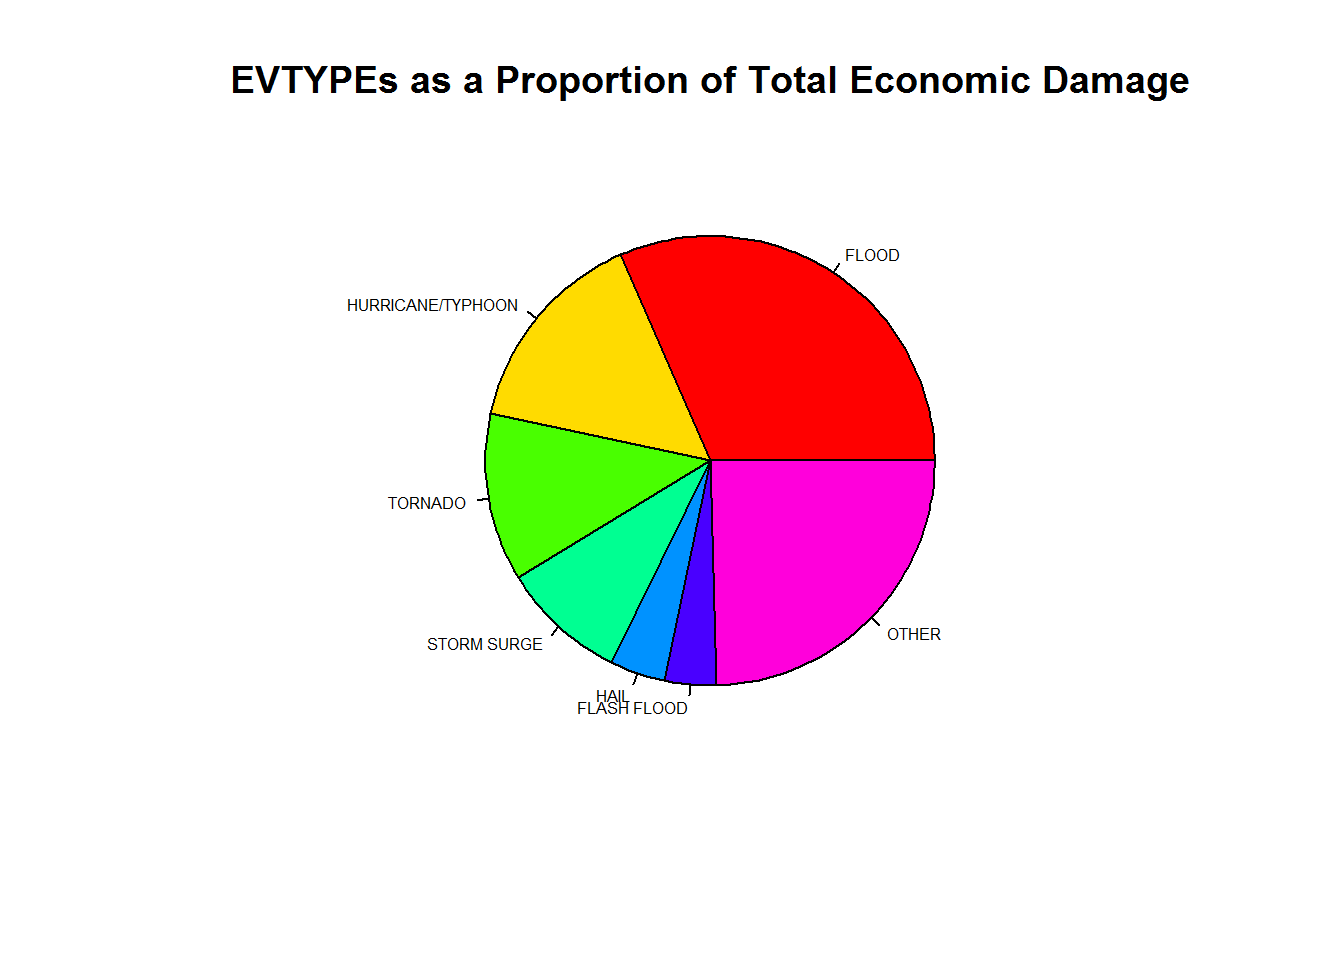 EVTYPEs as a Proportion of Total Economic Damage
FLOOD
HURRICANE/TYPHOON
TORNADO
OTHER
STORM SURGE
HAIL
FLASH FLOOD